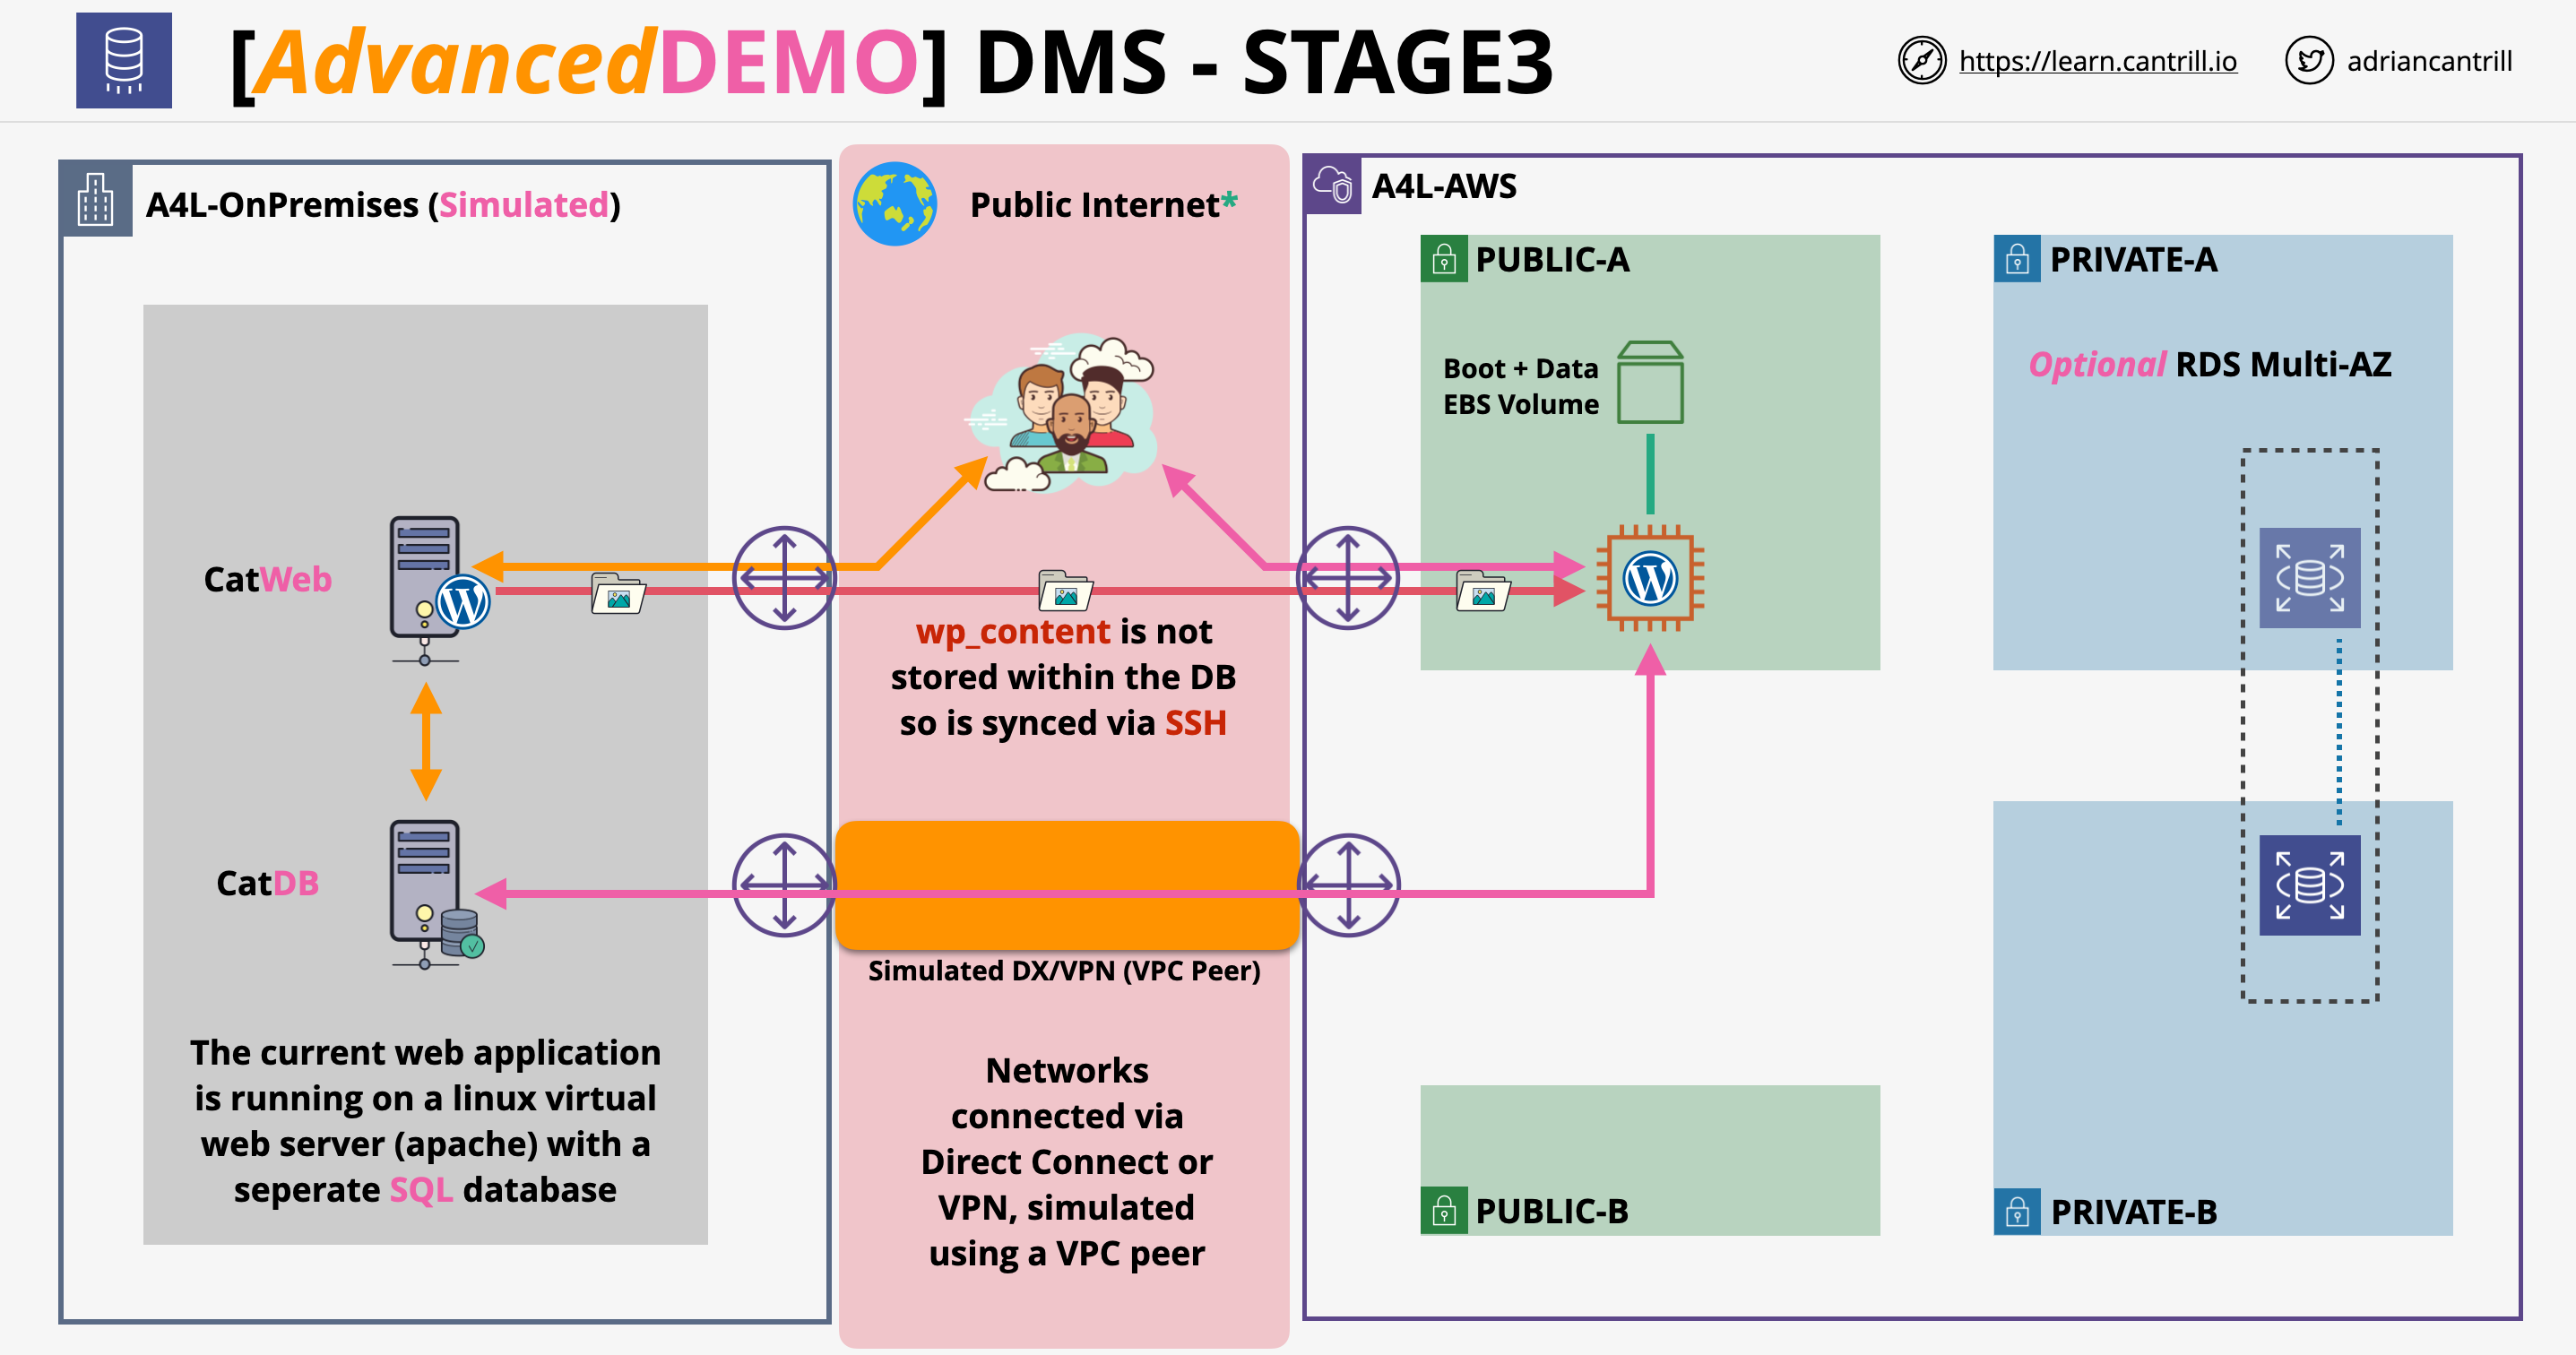 [AdvancedDEMO] DMS - STAGE3
https://learn.cantrill.io
adriancantrill
A4L-OnPremises (Simulated)
CatWeb
CatDB
The current web application
is running on a linux virtual
web server (apache) with a
seperate SQL database
Public Internet*
wp_content is not
stored within the DB
so is synced via SSH
Simulated DX/VPN (VPC Peer)
Networks
connected via
Direct Connect or
VPN, simulated
using a VPC peer
A4L-AWS
PUBLIC-A
Boot + Data
EBS Volume
PUBLIC-B
PRIVATE-A
Optional RDS Multi-AZ
PRIVATE-B